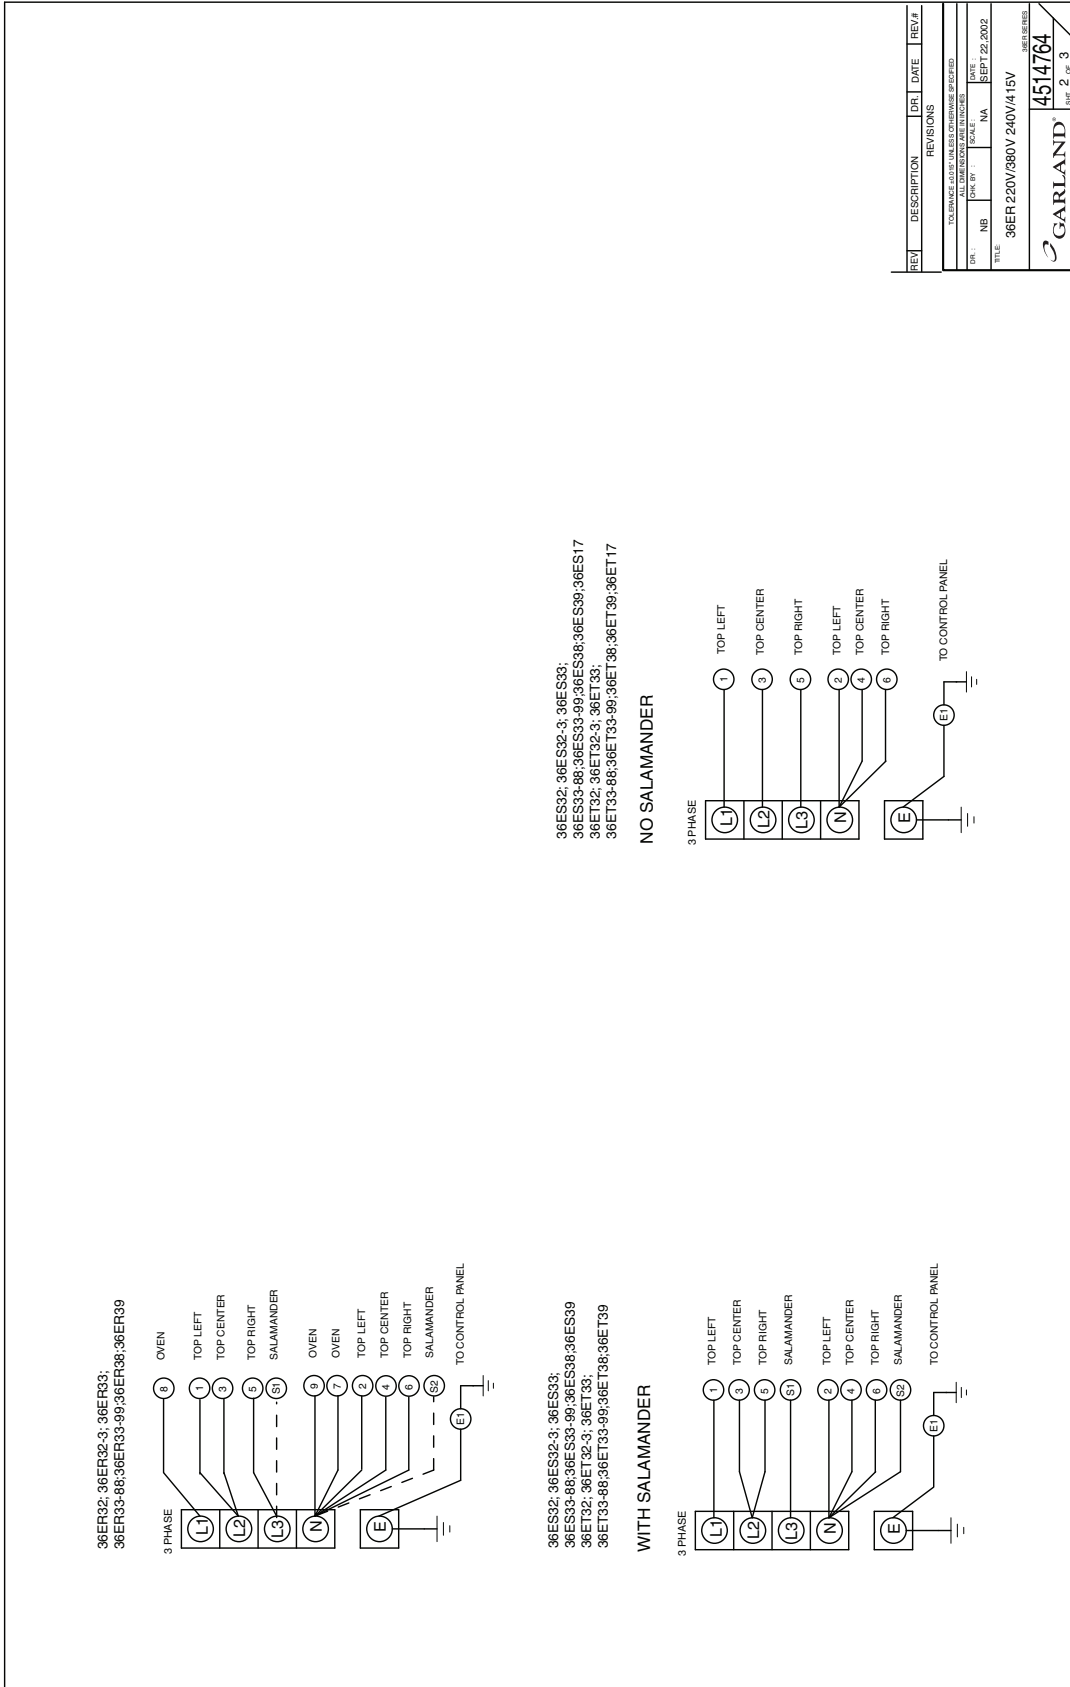 36ER32; 36ER32-3; 36ER33;
36ER33-88;36ER33-99;36ER38;36ER39
3 PHASE
L1
L2
L3
N
E
8 OVEN
1 TOP LEFT
3 TOP CENTER
5 TOP RIGHT
S1 SALAMANDER
9 OVEN
7 OVEN
2 TOP LEFT
4 TOP CENTER
6 TOP RIGHT
S2 SALAMANDER
E1 TO CONTROL PANEL
36ES32; 36ES32-3; 36ES33;
36ES33-88;36ES33-99;36ES38;36ES39
36ET32; 36ET32-3; 36ET33;
36ET33-88;36ET33-99;36ET38;36ET39
WITH SALAMANDER
3 PHASE
L1
L2
L3
N
E
1 TOP LEFT
3 TOP CENTER
5 TOP RIGHT
S1 SALAMANDER
2 TOP LEFT
4 TOP CENTER
6 TOP RIGHT
S2 SALAMANDER
E1 TO CONTROL PANEL
36ES32; 36ES32-3; 36ES33;
36ES33-88;36ES33-99;36ES38;36ES39;36ES17
36ET32; 36ET32-3; 36ET33;
36ET33-88;36ET33-99;36ET38;36ET39;36ET17
NO SALAMANDER
3 PHASE
L1
L2
L3
N
E
1 TOP LEFT
3 TOP CENTER
5 TOP RIGHT
2 TOP LEFT
4 TOP CENTER
6 TOP RIGHT
E1 TO CONTROL PANEL
REV DESCRIPTION DR. DATE REV.#
REVISIONS
TOLERANCE ±0.015" UNLESS OTHERWISE SPECIFIED
ALL DIMENSIONS ARE IN INCHES
DR. : NB CHK. BY : SCALE : NA DATE : SEPT 22,2002
TITLE: 36ER 220V/380V 240V/415V
36ER SERIES
GARLAND® 4514764
SHT. 2 OF 3